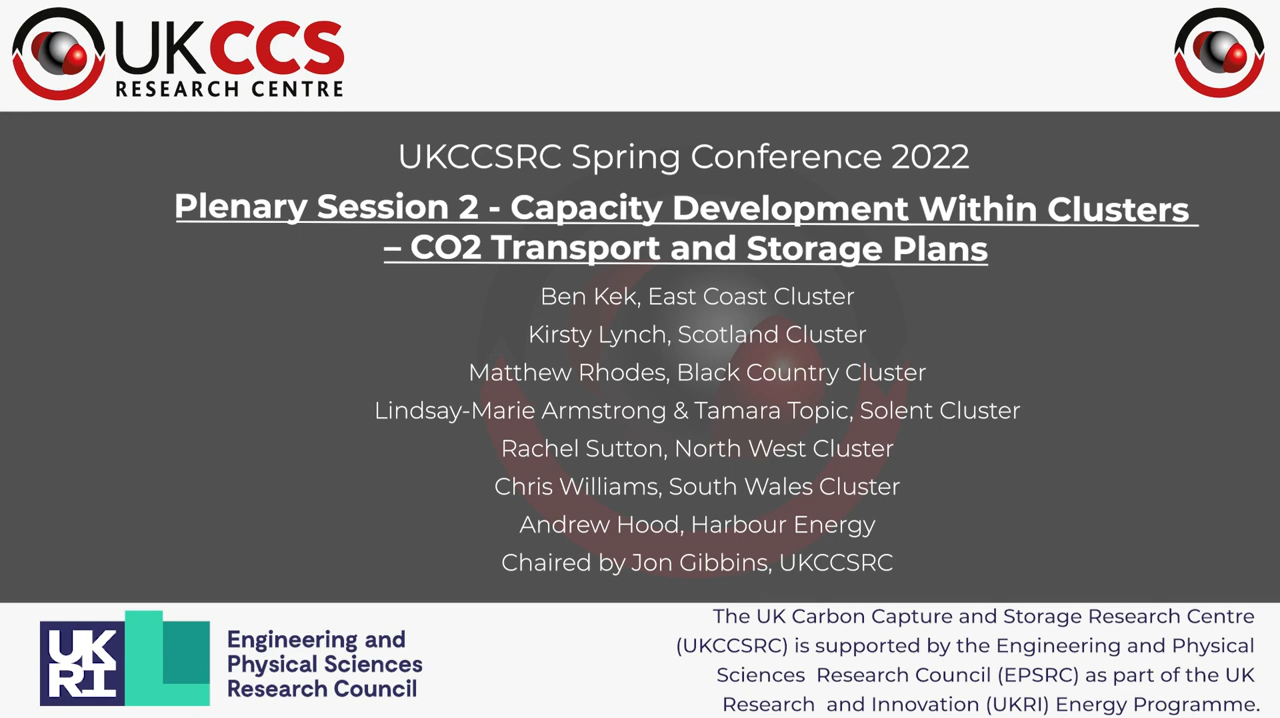 UKCCS
RESEARCH CENTRE
UKCCSRC Spring Conference 2022
Plenary Session 2 - Capacity Development Within Clusters
– CO2 Transport and Storage Plans
Ben Kek, East Coast Cluster
Kirsty Lynch, Scotland Cluster
Matthew Rhodes, Black Country Cluster
Lindsay-Marie Armstrong & Tamara Topic, Solent Cluster
Rachel Sutton, North West Cluster
Chris Williams, South Wales Cluster
Andrew Hood, Harbour Energy
Chaired by Jon Gibbins, UKCCSRC
UK
RI
Engineering and
Physical Sciences
Research Council
The UK Carbon Capture and Storage Research Centre
(UKCCSRC) is supported by the Engineering and Physical
Sciences Research Council (EPSRC) as part of the UK
Research and Innovation (UKRI) Energy Programme.